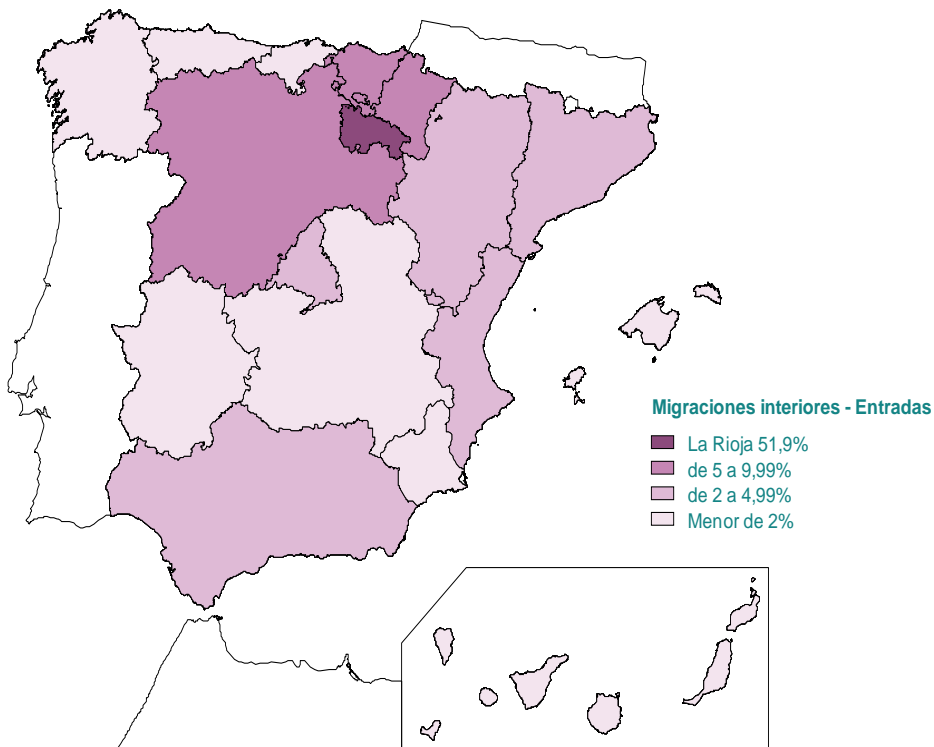 Migraciones interiores - Entradas
La Rioja 51,9%
de 5 a 9,99%
de 2 a 4,99%
Menor de 2%